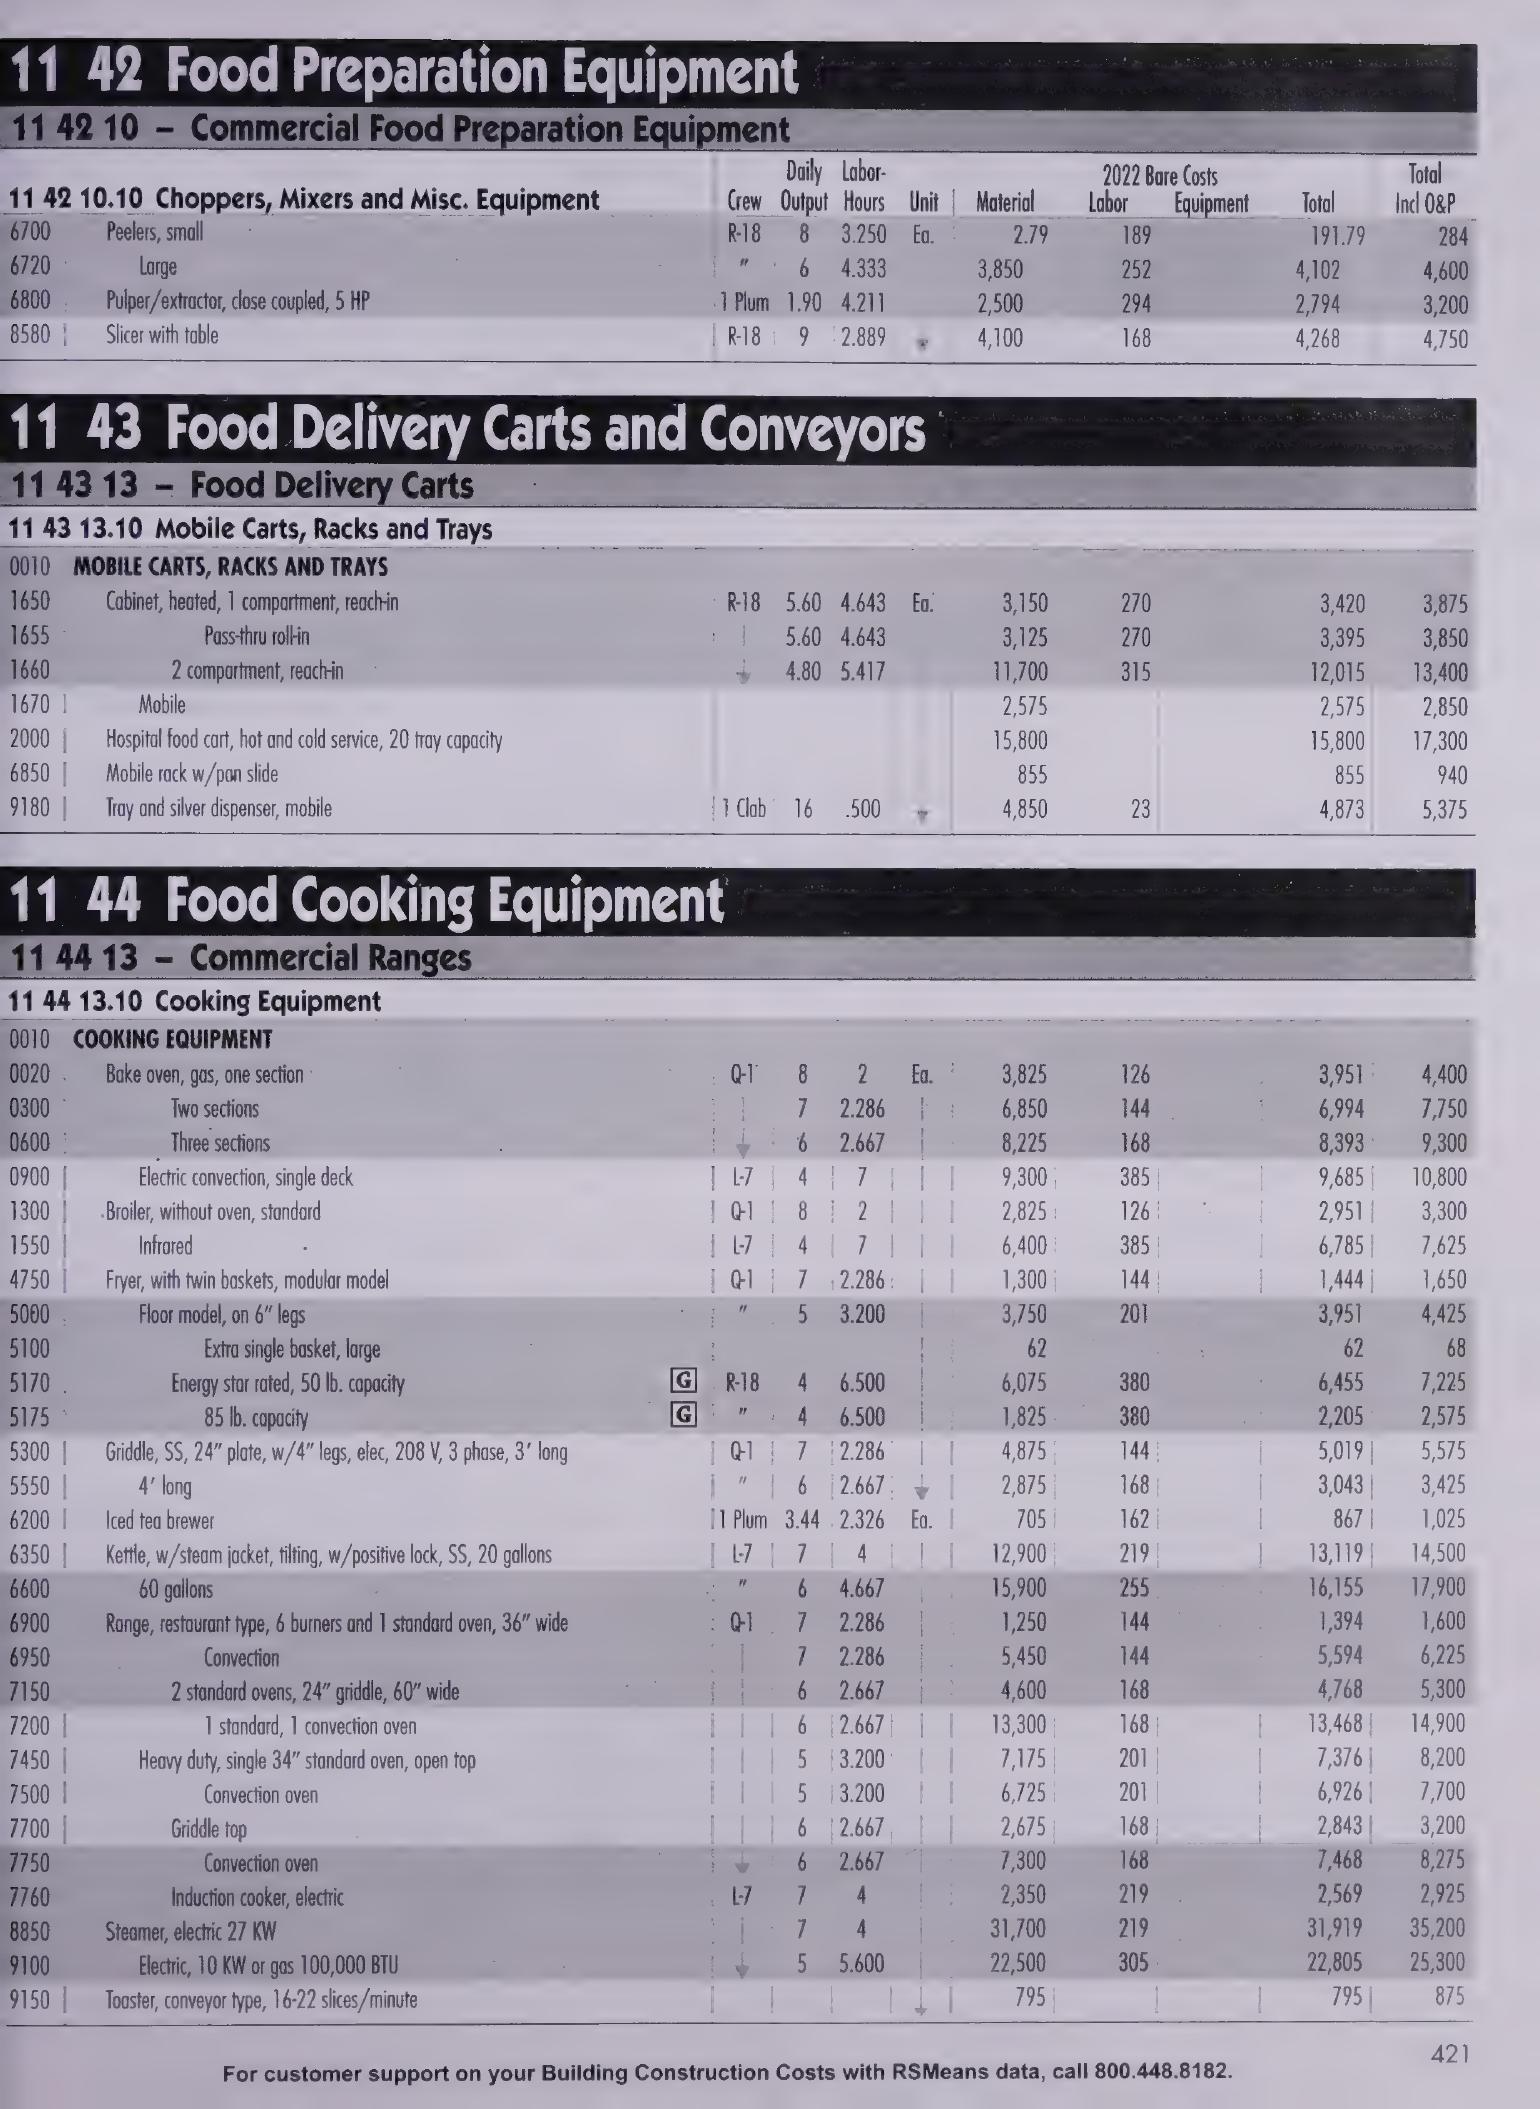 11 42 Food Preparation Equipment
11 42 10 – Commercial Food Preparation Equipment
Daily Labor- 2022 Bare Costs Total
11 42 10.10 Choppers, Mixers and Misc. Equipment Crew Output Hours Unit Material Labor Equipment Total Incl O&P
6700 Peelers, small R-18 8 3.250 Ea. 2.79 189 191.79 284
6720 Large " 6 4.333 3,850 252 4,102 4,600
6800 Pulper/extractor, close coupled, 5 HP 1 Plum 1.90 4.211 2,500 294 2,794 3,200
8580 Slicer with table R-18 9 2.889 4,100 168 4,268 4,750
11 43 Food Delivery Carts and Conveyors
11 43 13 – Food Delivery Carts
11 43 13.10 Mobile Carts, Racks and Trays
0010 MOBILE CARTS, RACKS AND TRAYS
1650 Cabinet, heated, 1 compartment, reach-in R-18 5.60 4.643 Ea. 3,150 270 3,420 3,875
1655 Pass-thru roll-in 5.60 4.643 3,125 270 3,395 3,850
1660 2 compartment, reach-in 4.80 5.417 11,700 315 12,015 13,400
1670 Mobile 2,575 2,575 2,850
2000 Hospital food cart, hot and cold service, 20 tray capacity 15,800 15,800 17,300
6850 Mobile rack w/pan slide 855 855 940
9180 Tray and silver dispenser, mobile 1 Clab 16 .500 4,850 23 4,873 5,375
11 44 Food Cooking Equipment
11 44 13 – Commercial Ranges
11 44 13.10 Cooking Equipment
0010 COOKING EQUIPMENT
0020 Bake oven, gas, one section Q-1 8 2 Ea. 3,825 126 3,951 4,400
0300 Two sections 7 2.286 6,850 144 6,994 7,750
0600 Three sections 6 2.667 8,225 168 8,393 9,300
0900 Electric convection, single deck L-7 4 7 9,300 385 9,685 10,800
1300 Broiler, without oven, standard Q-1 8 2 2,825 126 2,951 3,300
1550 Infrared L-7 4 7 6,400 385 6,785 7,625
4750 Fryer, with twin baskets, modular model Q-1 7 2.286 1,300 144 1,444 1,650
5000 Floor model, on 6" legs " 5 3.200 3,750 201 3,951 4,425
5100 Extra single basket, large 62 62 68
5170 Energy star rated, 50 lb. capacity G R-18 4 6.500 6,075 380 6,455 7,225
5175 85 lb. capacity G " 4 6.500 1,825 380 2,205 2,575
5300 Griddle, SS, 24" plate, w/4" legs, elec, 208 V, 3 phase, 3' long Q-1 7 2.286 4,875 144 5,019 5,575
5550 4' long " 6 2.667 2,875 168 3,043 3,425
6200 Iced tea brewer 1 Plum 3.44 2.326 Ea. 705 162 867 1,025
6350 Kettle, w/steam jacket, tilting, w/positive lock, SS, 20 gallons L-7 7 4 12,900 219 13,119 14,500
6600 60 gallons " 6 4.667 15,900 255 16,155 17,900
6900 Range, restaurant type, 6 burners and 1 standard oven, 36" wide Q-1 7 2.286 1,250 144 1,394 1,600
6950 Convection 7 2.286 5,450 144 5,594 6,225
7150 2 standard ovens, 24" griddle, 60" wide 6 2.667 4,600 168 4,768 5,300
7200 1 standard, 1 convection oven 6 2.667 13,300 168 13,468 14,900
7450 Heavy duty, single 34" standard oven, open top 5 3.200 7,175 201 7,376 8,200
7500 Convection oven 5 3.200 6,725 201 6,926 7,700
7700 Griddle top 6 2.667 2,675 168 2,843 3,200
7750 Convection oven 6 2.667 7,300 168 7,468 8,275
7760 Induction cooker, electric L-7 7 4 2,350 219 2,569 2,925
8850 Steamer, electric 27 KW 7 4 31,700 219 31,919 35,200
9100 Electric, 10 KW or gas 100,000 BTU 5 5.600 22,500 305 22,805 25,300
9150 Toaster, conveyor type, 16-22 slices/minute 795 795 875
For customer support on your Building Construction Costs with RSMeans data, call 800.448.8182.
421